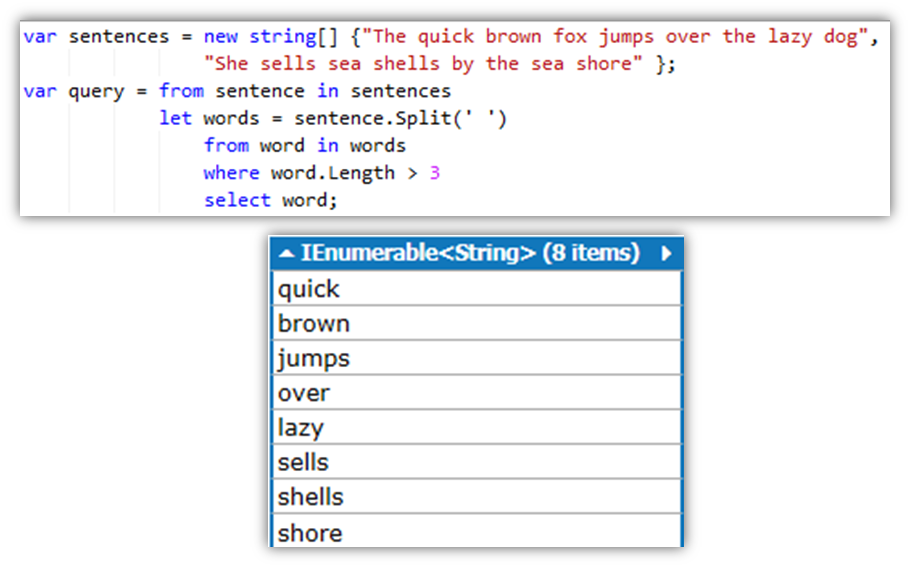 var sentences = new string[] {"The quick brown fox jumps over the lazy dog",
"She sells sea shells by the sea shore" };
var query = from sentence in sentences
let words = sentence.Split(' ')
from word in words
where word.Length > 3
select word;
IEnumerable<String> (8 items)
quick
brown
jumps
over
lazy
sells
shells
shore